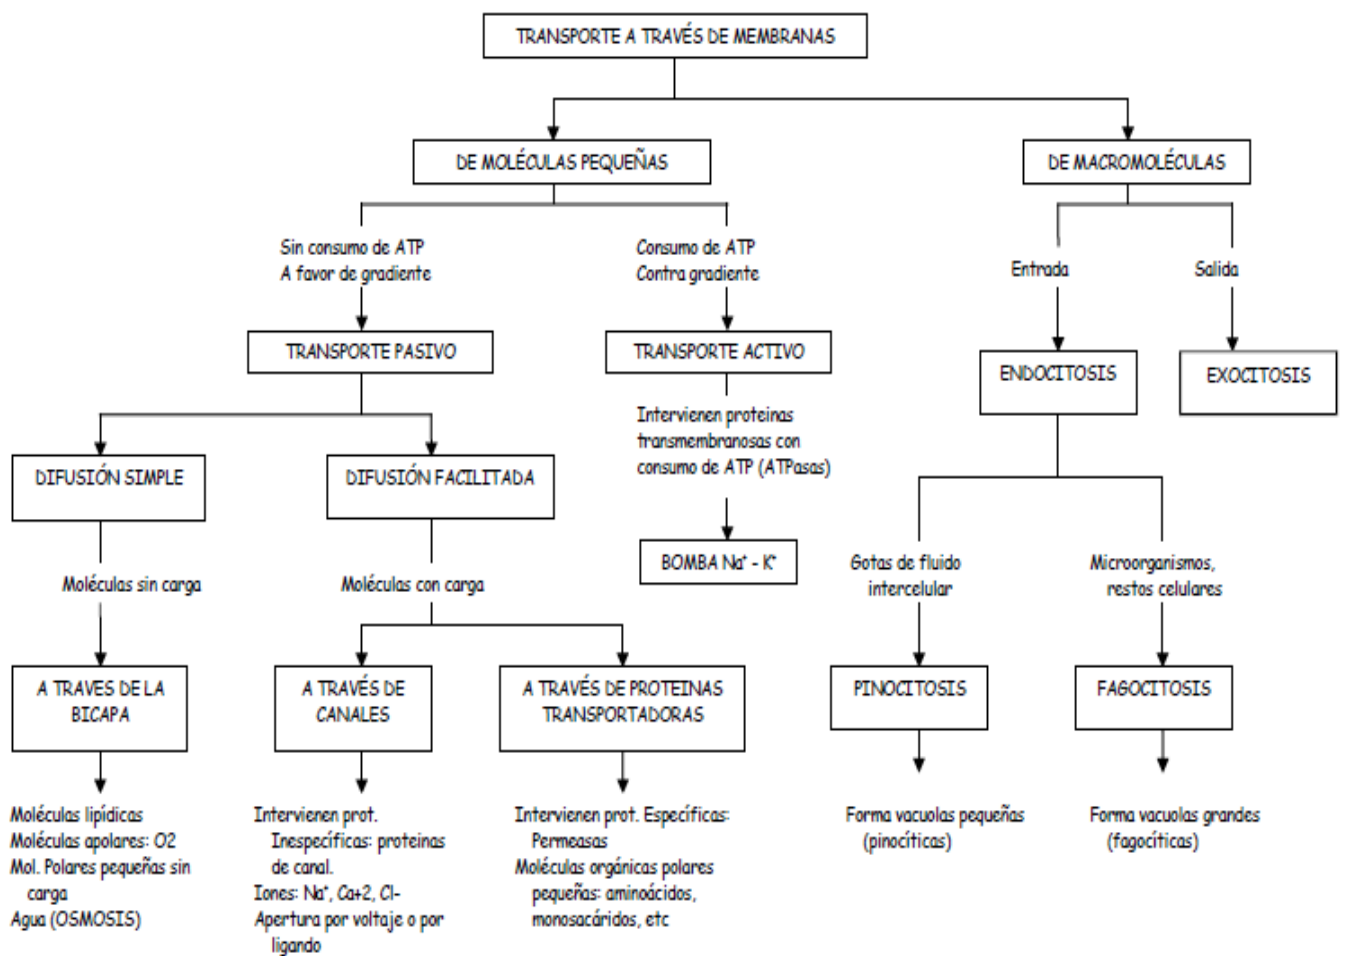 TRANSPORTE A TRAVÉS DE MEMBRANAS
DE MOLÉCULAS PEQUEÑAS
DE MACROMOLÉCULAS
Sin consumo de ATP
A favor de gradiente
Consumo de ATP
Contra gradiente
Entrada
Salida
TRANSPORTE PASIVO
TRANSPORTE ACTIVO
ENDOCITOSIS
EXOCITOSIS
Intervienen proteinas
transmembranosas con
consumo de ATP (ATPasas)
DIFUSIÓN SIMPLE
DIFUSIÓN FACILITADA
BOMBA Na⁺ - K⁺
Moléculas sin carga
Moléculas con carga
Gotas de fluido
intercelular
Microorganismos,
restos celulares
A TRAVES DE LA
BICAPA
A TRAVÉS DE
CANALES
A TRAVÉS DE PROTEINAS
TRANSPORTADORAS
PINOCITOSIS
FAGOCITOSIS
Moléculas lipídicas
Moléculas apolares: O2
Mol. Polares pequeñas sin
carga
Agua (OSMOSIS)
Intervienen prot.
Inespecíficas: proteinas
de canal.
Iones: Na⁺, Ca+2, Cl-
Apertura por voltaje o por
ligando
Intervienen prot. Específicas:
Permeasas
Moléculas orgánicas polares
pequeñas: aminoácidos,
monosacáridos, etc
Forma vacuolas pequeñas
(pinocíticas)
Forma vacuolas grandes
(fagocíticas)